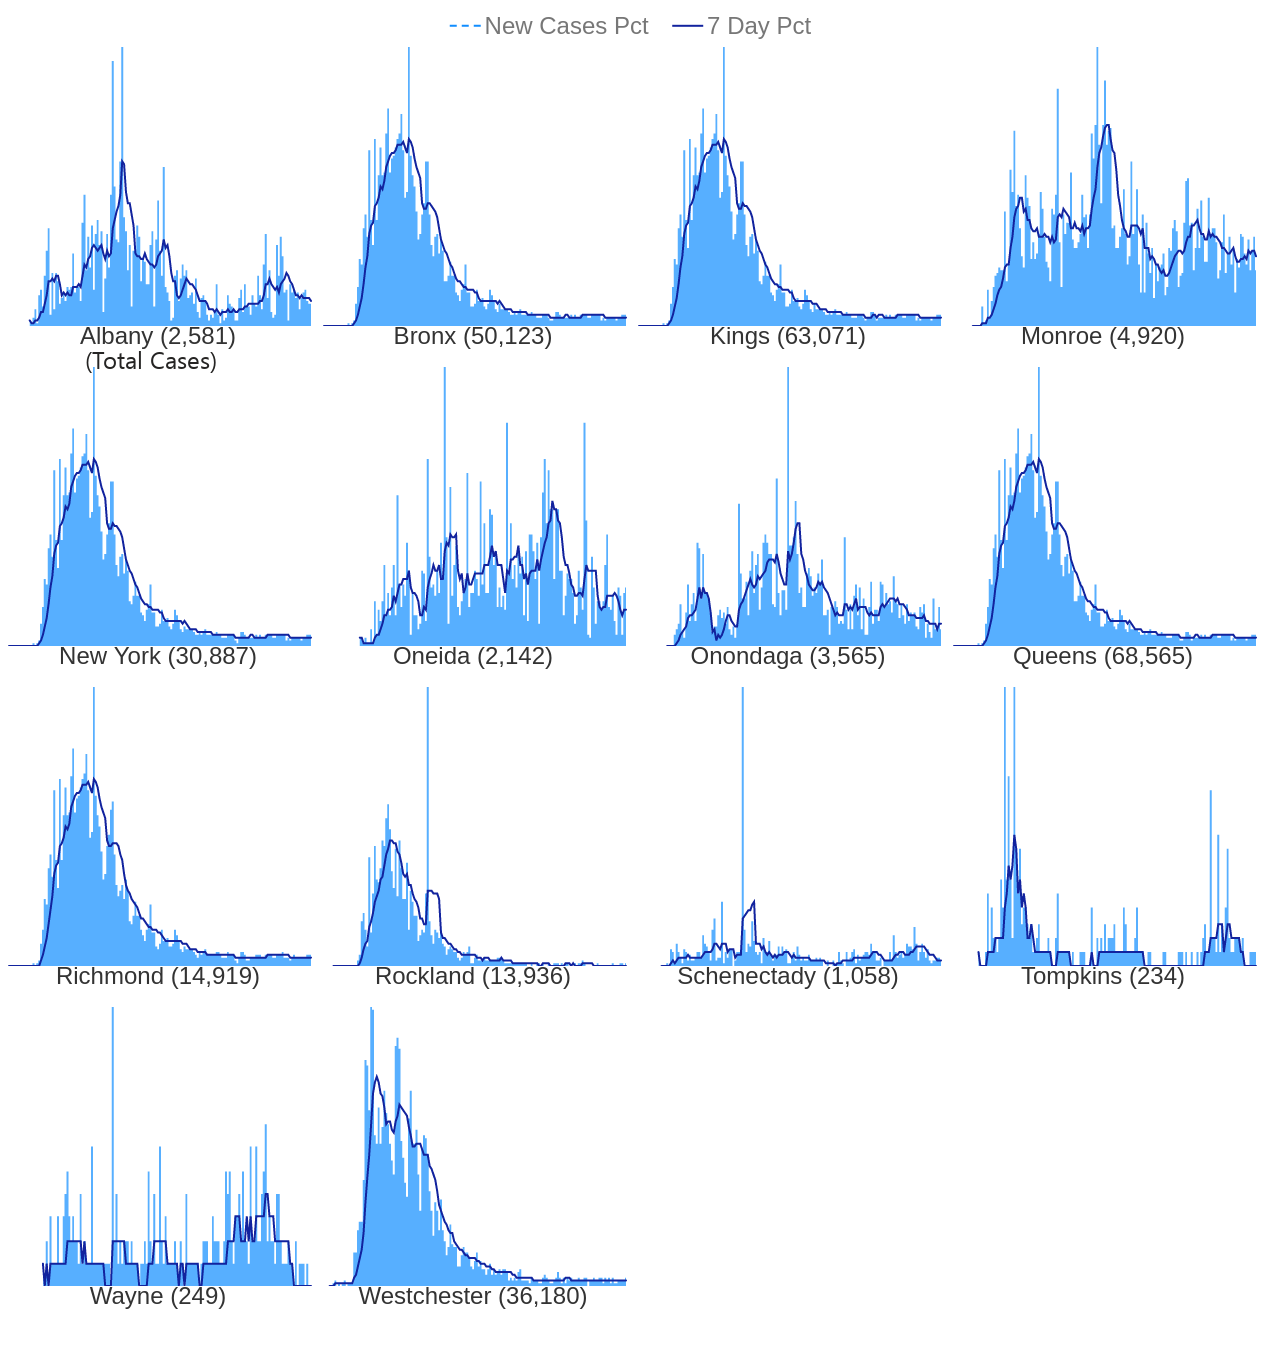 New Cases Pct 7 Day Pct
Albany (2,581) Bronx (50,123) Kings (63,071) Monroe (4,920)
(Total Cases)
New York (30,887) Oneida (2,142) Onondaga (3,565) Queens (68,565)
Richmond (14,919) Rockland (13,936) Schenectady (1,058) Tompkins (234)
Wayne (249) Westchester (36,180)